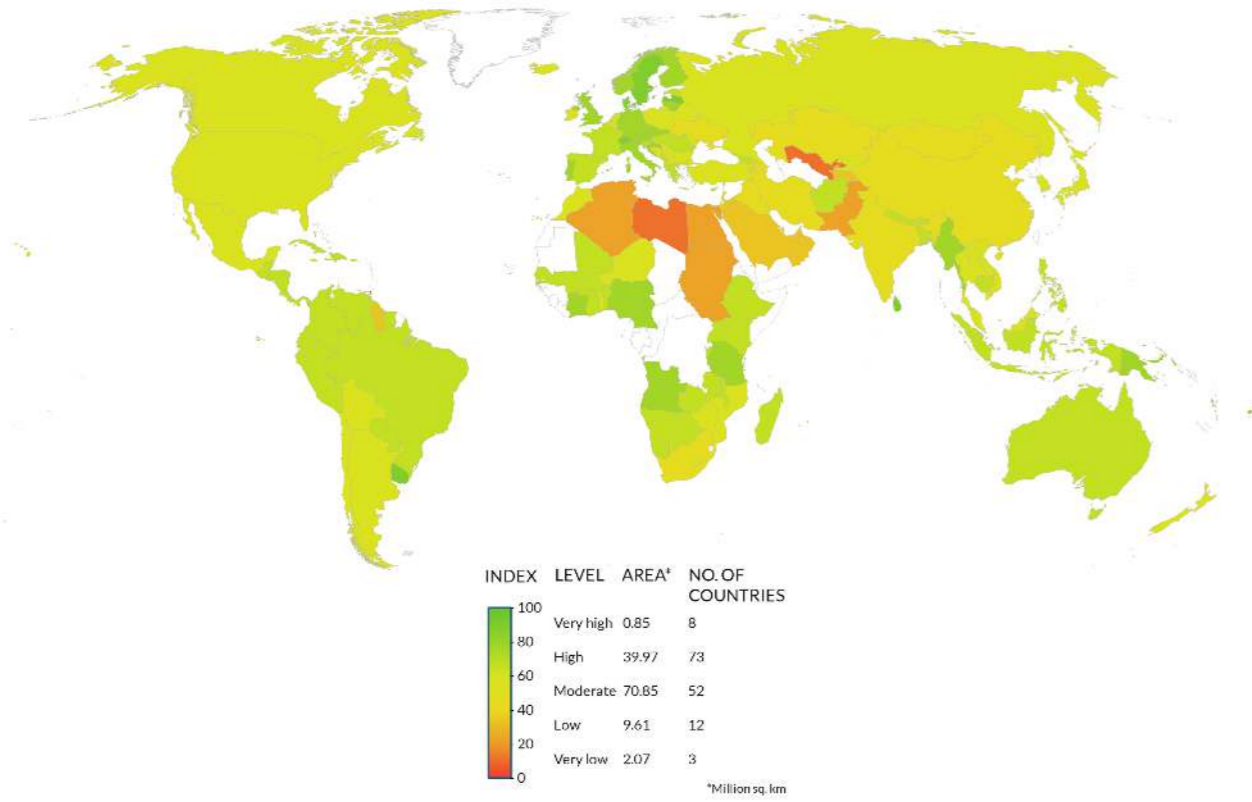 INDEX LEVEL AREA* NO. OF
COUNTRIES
100
Very high 0.85 8
80
High 39.97 73
60
Moderate 70.85 52
40
Low 9.61 12
20
Very low 2.07 3
0
*Million sq. km